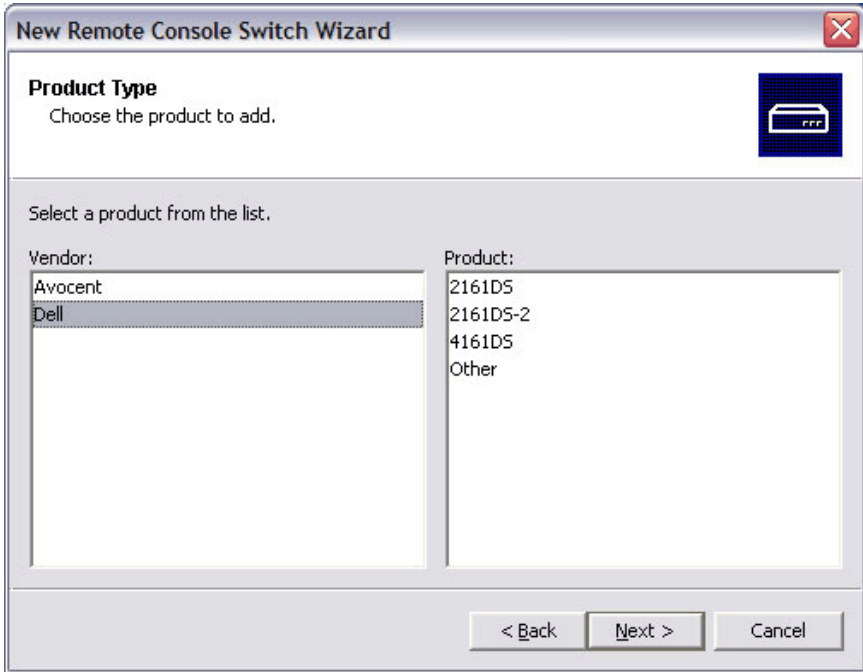 New Remote Console Switch Wizard
Product Type
Choose the product to add.
Select a product from the list.
Vendor:
Avocent
Dell
Product:
2161DS
2161DS-2
4161DS
Other
< Back
Next >
Cancel